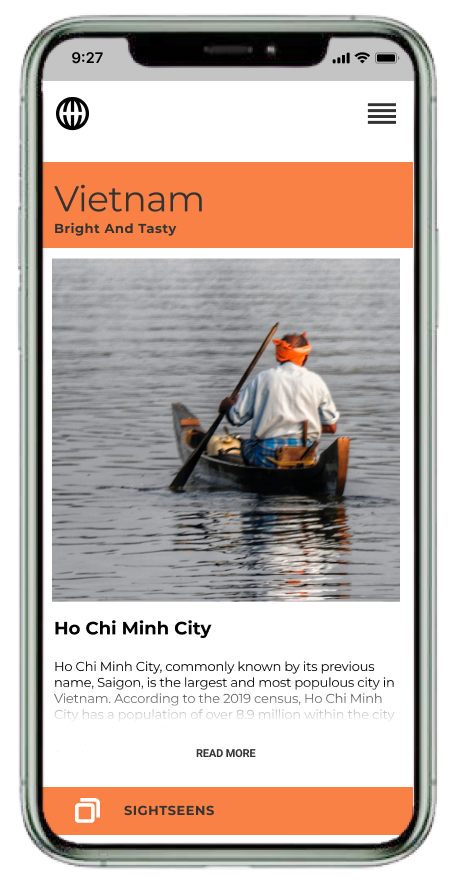 9:27
Vietnam
Bright And Tasty
Ho Chi Minh City
Ho Chi Minh City, commonly known by its previous
name, Saigon, is the largest and most populous city in
Vietnam. According to the 2019 census, Ho Chi Minh
City has a population of over 8.9 million within the city
READ MORE
SIGHTSEENS